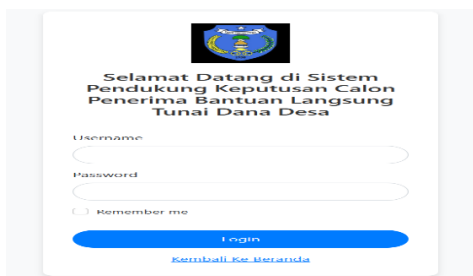 Selamat Datang di Sistem
Pendukung Keputusan Calon
Penerima Bantuan Langsung
Tunai Dana Desa
Username
Password
Remember me
Login
Kembali Ke Beranda